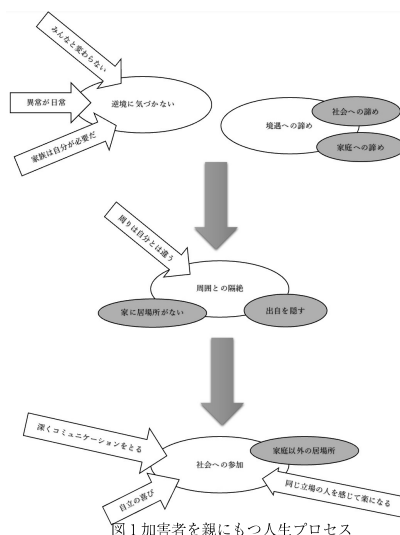 みんなと変わらない
異常が日常
逆境に気づかない
家族は自分が必要だ
社会への諦め
境遇への諦め
家庭への諦め
周りは自分とは違う
周囲との隔絶
家に居場所がない
出自を隠す
深くコミュニケーションをとる
家庭以外の居場所
社会への参加
自立の喜び
同じ立場の人を感じて楽になる
図1加害者を親にもつ人生プロセス